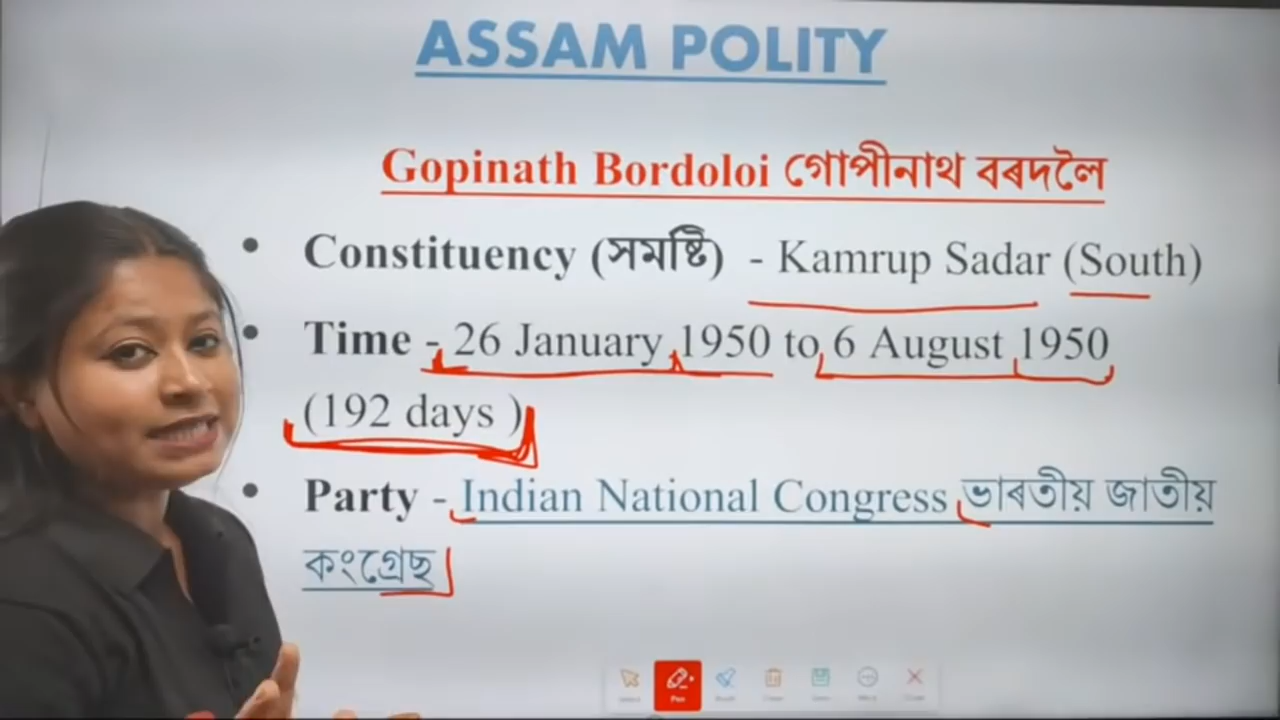 ASSAM POLITY
Gopinath Bordoloi গোপীনাথ বৰদলৈ
• Constituency (সমষ্টি) - Kamrup Sadar (South)
• Time - 26 January 1950 to 6 August 1950
(192 days )
• Party - Indian National Congress ভাৰতীয় জাতীয়
কংগ্ৰেছ
Pen